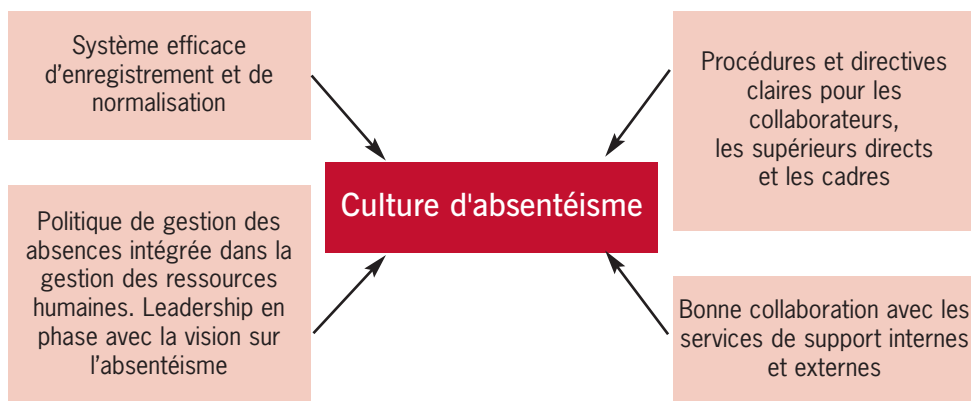 Système efficace
d'enregistrement et de
normalisation
Procédures et directives
claires pour les
collaborateurs,
les supérieurs directs
et les cadres
Culture d'absentéisme
Politique de gestion des
absences intégrée dans la
gestion des ressources
humaines. Leadership en
phase avec la vision sur
l'absentéisme
Bonne collaboration avec les
services de support internes
et externes